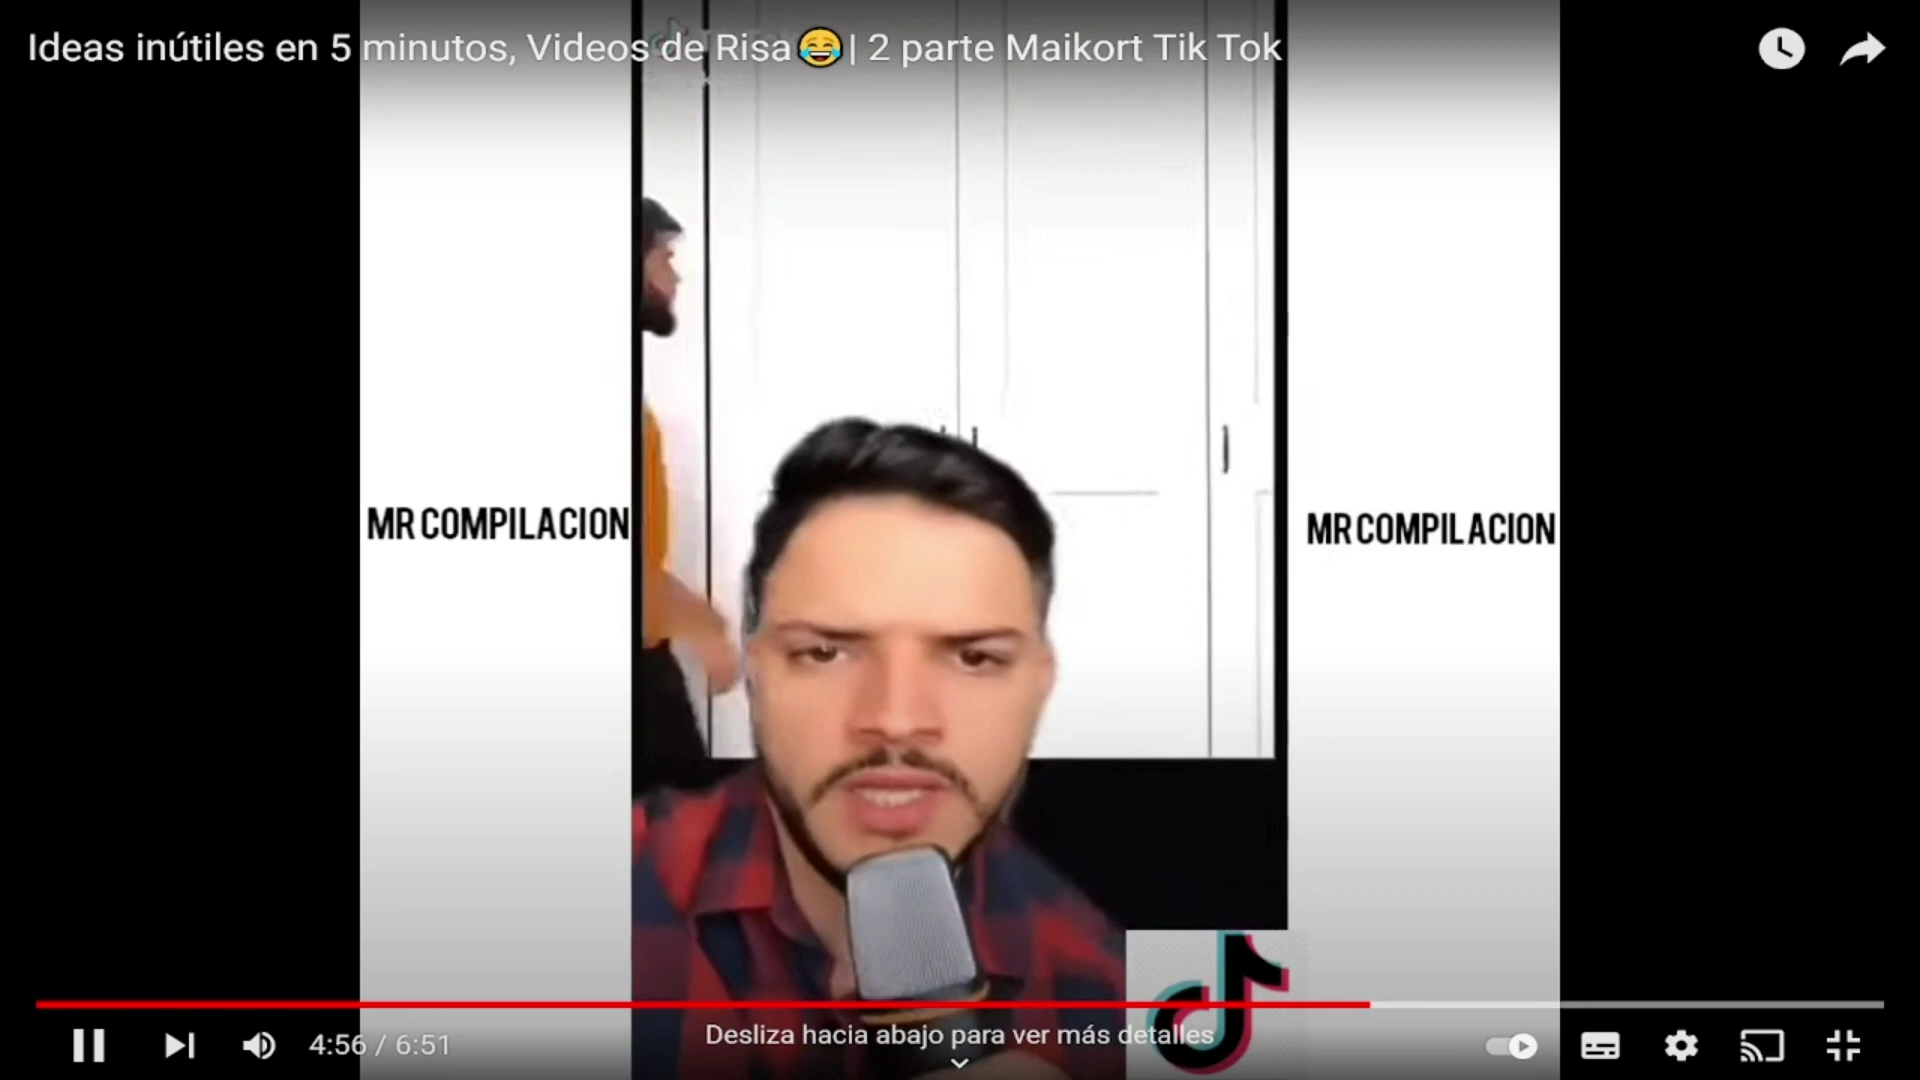 Ideas inútiles en 5 minutos, Videos de Risa😂| 2 parte Maikort Tik Tok
MR COMPILACION
MR COMPILACION
4:56 / 6:51
Desliza hacia abajo para ver más detalles